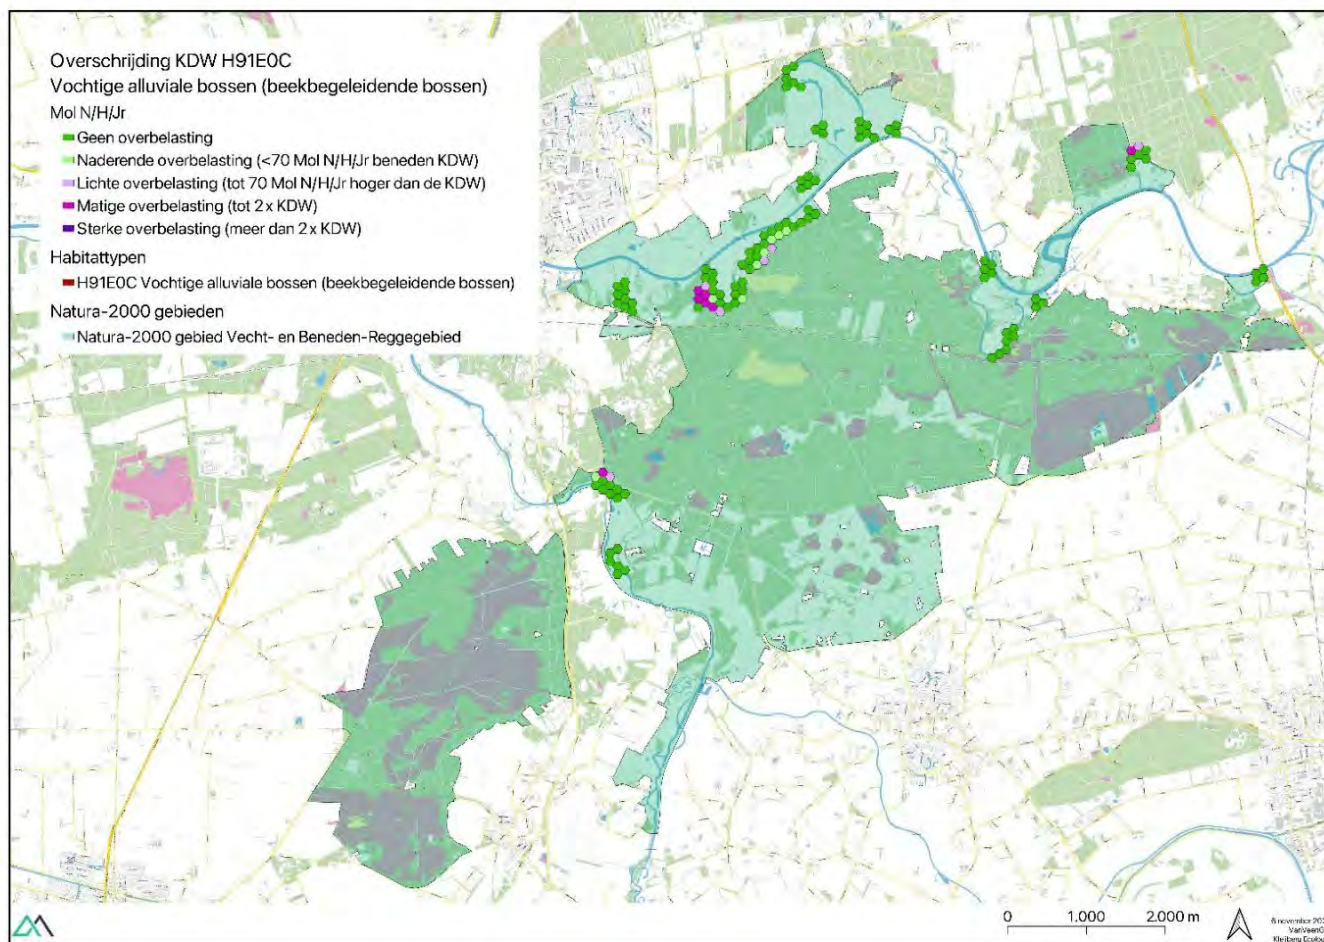 Overschrijding KDW H91E0C
Vochtige alluviale bossen (beekbegeleidende bossen)
Mol N/H/Jr
Geen overbelasting
Naderende overbelasting (<70 Mol N/H/Jr beneden KDW)
Lichte overbelasting (tot 70 Mol N/H/Jr hoger dan de KDW)
Matige overbelasting (tot 2 x KDW)
Sterke overbelasting (meer dan 2 x KDW)
Habitattypen
H91E0C Vochtige alluviale bossen (beekbegeleidende bossen)
Natura-2000 gebieden
Natura-2000 gebied Vecht- en Beneden-Reggegebied
0 1.000 2.000 m
6 november